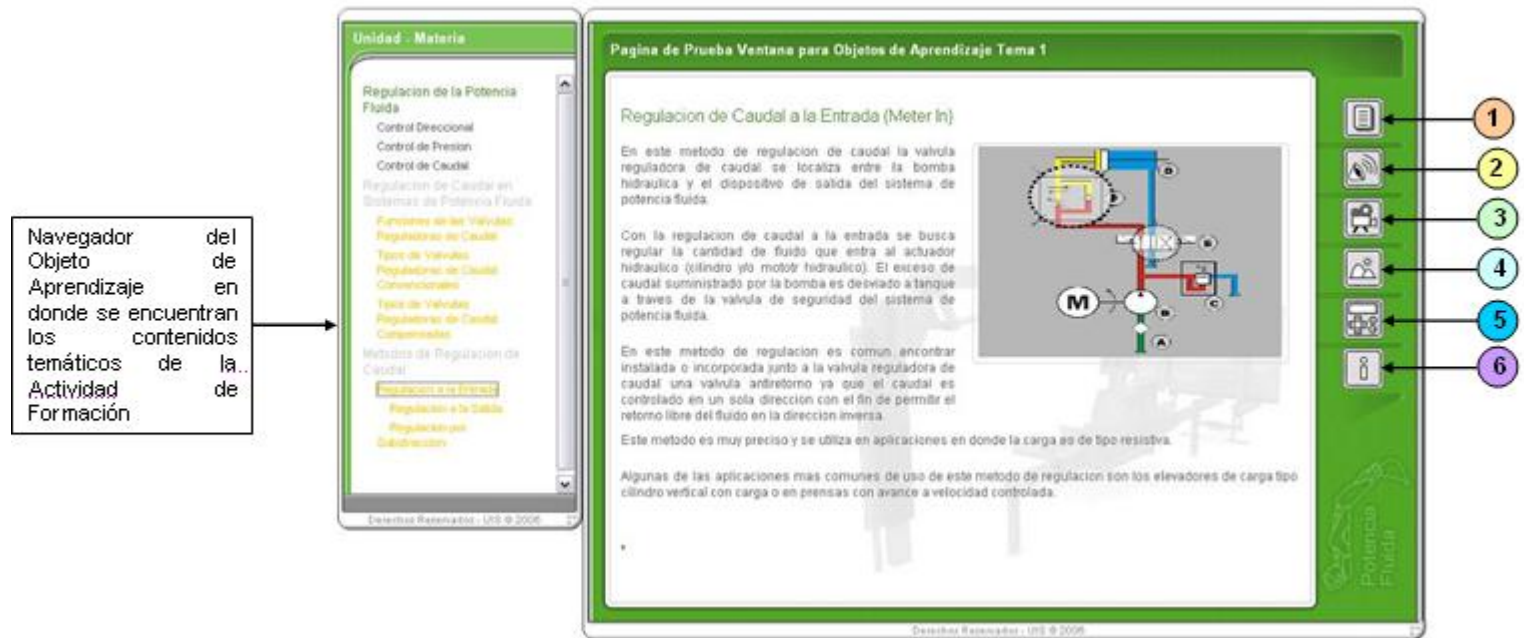 Navegador del
Objeto de
Aprendizaje en
donde se encuentran
los contenidos
temáticos de la
Actividad de
Formación
Unidad - Materia
Regulacion de la Potencia
Fluida
Control Direccional
Control de Presion
Control de Caudal
Regulacion de Caudal en
Sistemas de Potencia Fluida
Funciones de las Valvulas
Reguladoras de Caudal
Tipos de Valvulas
Reguladoras de Caudal
Convencionales
Tipos de Valvulas
Reguladoras de Caudal
Compensadas
Metodos de Regulacion de
Caudal
Regulacion a la Entrada
Regulacion a la Salida
Regulacion por
Substraccion
Derechos Reservados - UIS © 2006
Pagina de Prueba Ventana para Objetos de Aprendizaje Tema 1
Regulacion de Caudal a la Entrada (Meter In)
En este metodo de regulacion de caudal la valvula
reguladora de caudal se localiza entre la bomba
hidraulica y el dispositivo de salida del sistema de
potencia fluida.
Con la regulacion de caudal a la entrada se busca
regular la cantidad de fluido que entra al actuador
hidraulico (cilindro y/o mototr hidraulico). El exceso de
caudal suministrado por la bomba es desviado a tanque
a traves de la valvula de seguridad del sistema de
potencia fluida.
En este metodo de regulacion es comun encontrar
instalada o incorporada junto a la valvula reguladora de
caudal una valvula antiretorno ya que el caudal es
controlado en un sola direccion con el fin de permitir el
retorno libre del fluido en la direccion inversa.
Este metodo es muy preciso y se utiliza en aplicaciones en donde la carga es de tipo resistiva.
Algunas de las aplicaciones mas comunes de uso de este metodo de regulacion son los elevadores de carga tipo
cilindro vertical con carga o en prensas con avance a velocidad controlada.
M
C
A
1
2
3
4
5
6
Potencia
Fluida
Derechos Reservados - UIS © 2006